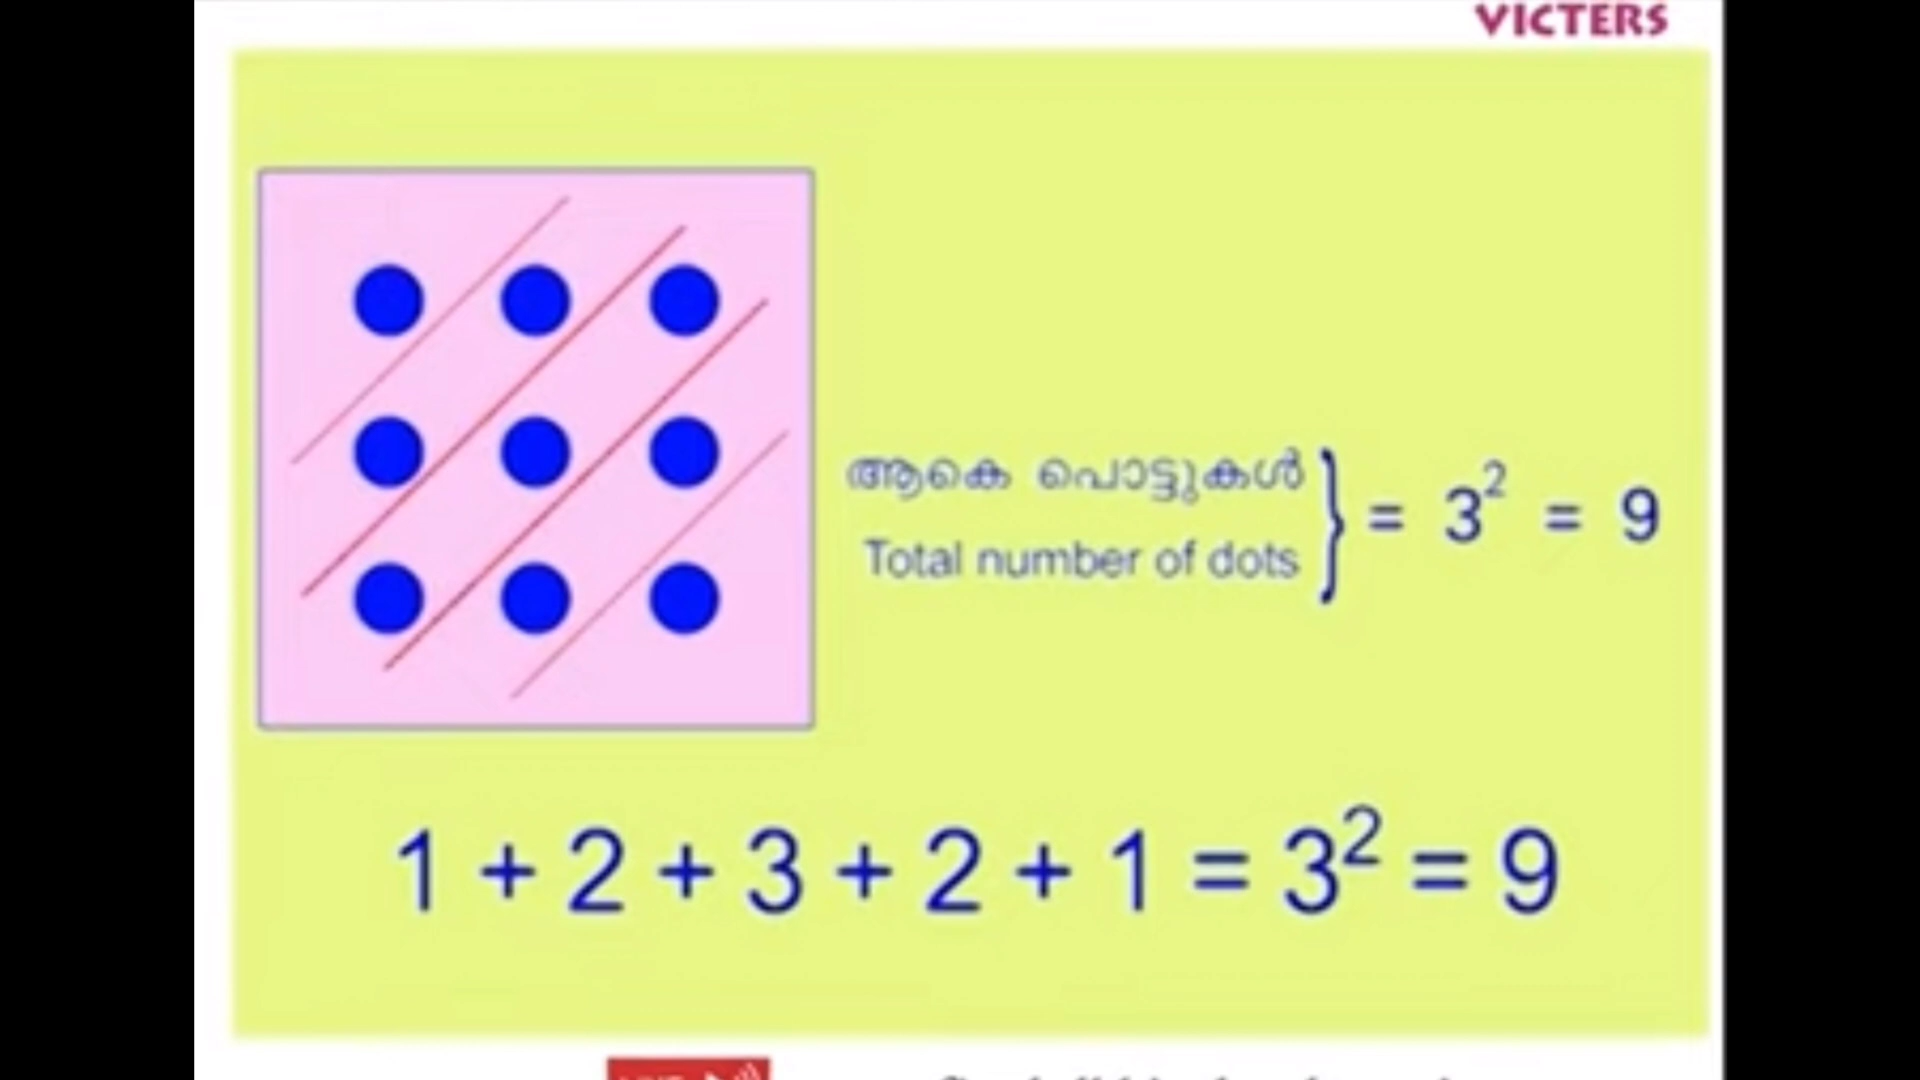 VICTERS
ആകെ പൊട്ടുകൾ
Total number of dots
} = 3² = 9
1 + 2 + 3 + 2 + 1 = 3² = 9